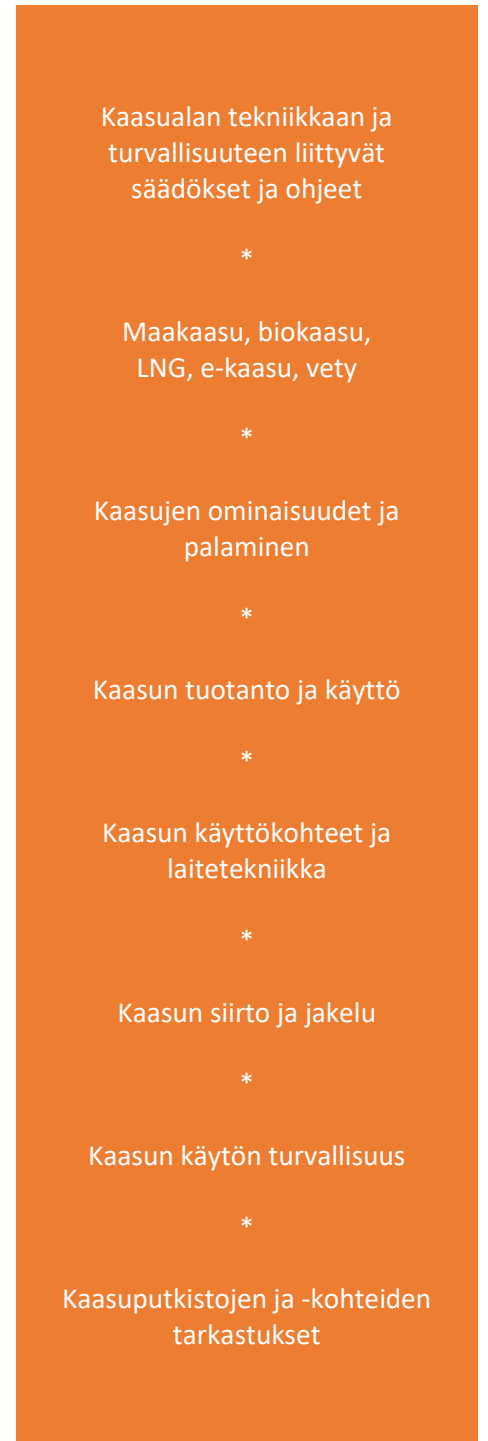 Kaasualan tekniikkaan ja
turvallisuuteen liittyvät
säädökset ja ohjeet
*
Maakaasu, biokaasu,
LNG, e-kaasu, vety
*
Kaasujen ominaisuudet ja
palaminen
*
Kaasun tuotanto ja käyttö
*
Kaasun käyttökohteet ja
laitetekniikka
*
Kaasun siirto ja jakelu
*
Kaasun käytön turvallisuus
*
Kaasuputkistojen ja -kohteiden
tarkastukset